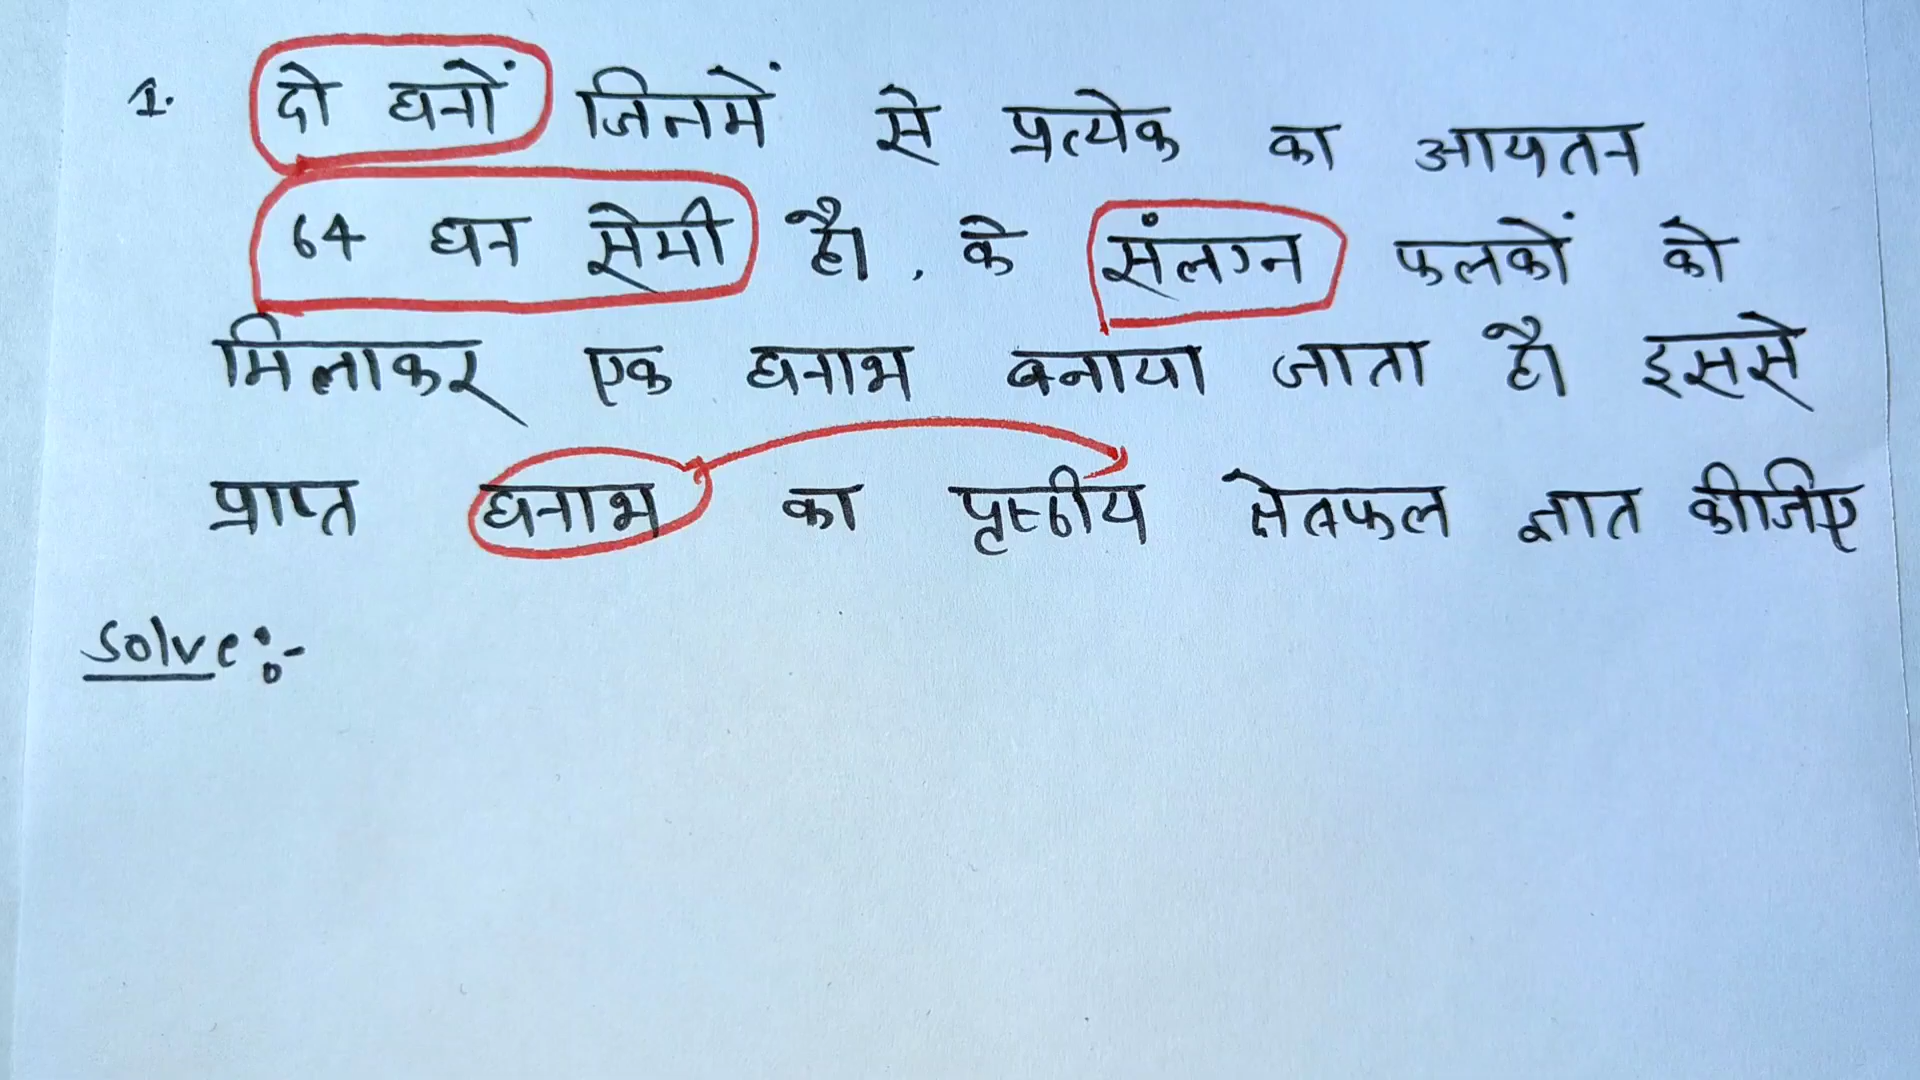 1. दो घनों जिनमें से प्रत्येक का आयतन
64 घन सेमी है। , के संलग्न फलकों को
मिलाकर एक घनाभ बनाया जाता है। इससे
प्राप्त घनाभ का पृष्ठीय क्षेत्रफल ज्ञात कीजिए
Solve:-